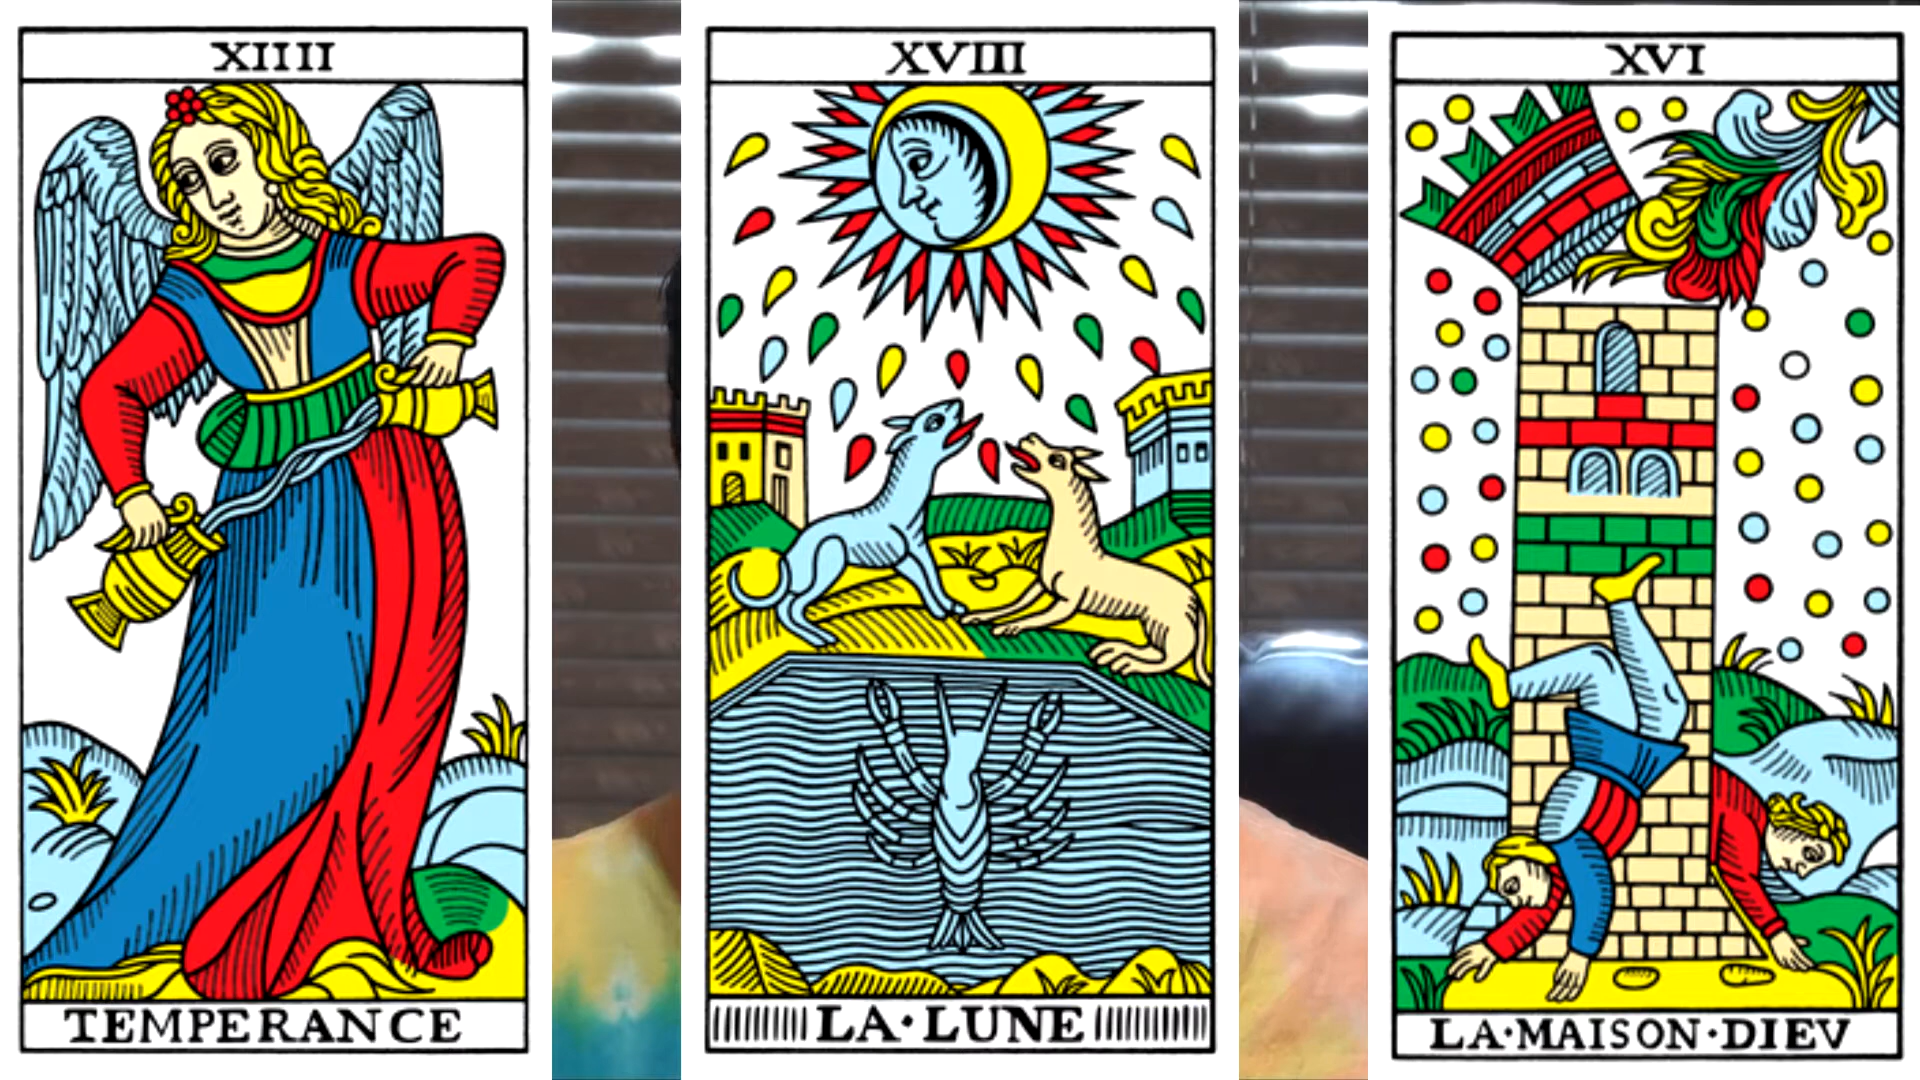 XIIII
TEMPERANCE
XVIII
LA·LUNE
XVI
LA·MAISON·DIEV